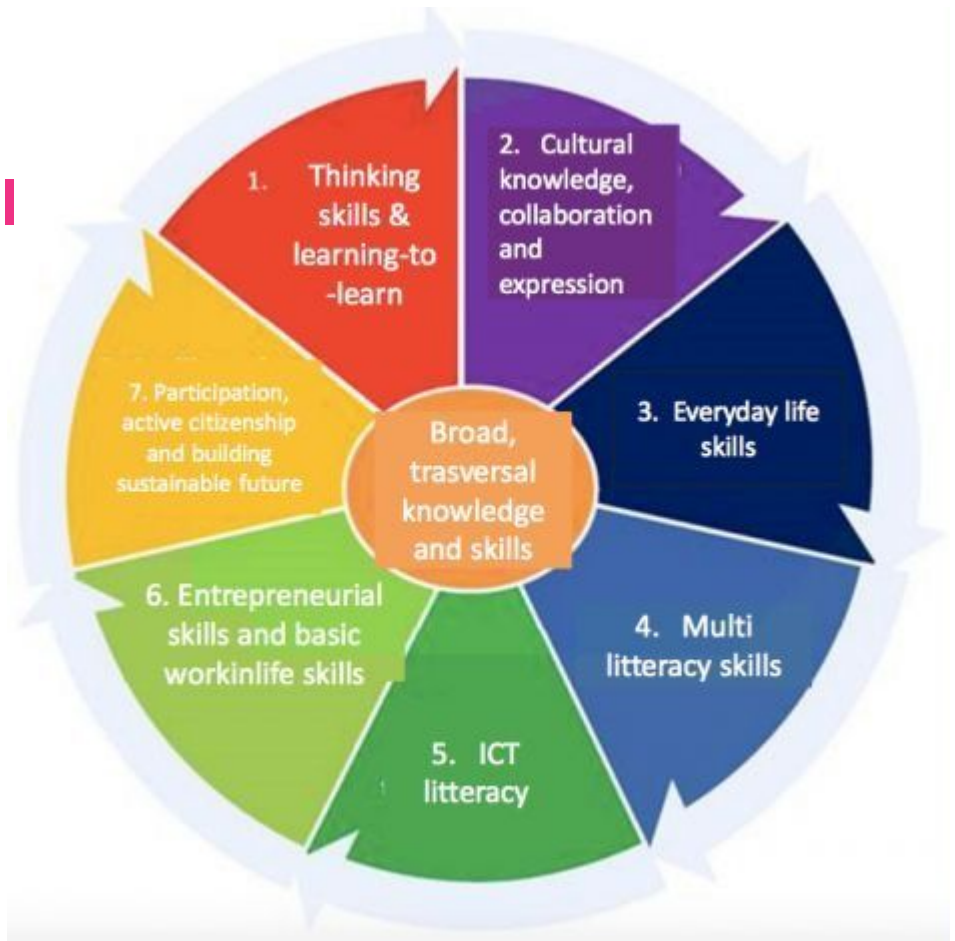 1. Thinking
skills &
learning-to
-learn
2. Cultural
knowledge,
collaboration
and
expression
3. Everyday life
skills
4. Multi
litteracy skills
5. ICT
litteracy
6. Entrepreneurial
skills and basic
workinlife skills
7. Participation,
active citizenship
and building
sustainable future
Broad,
trasversal
knowledge
and skills